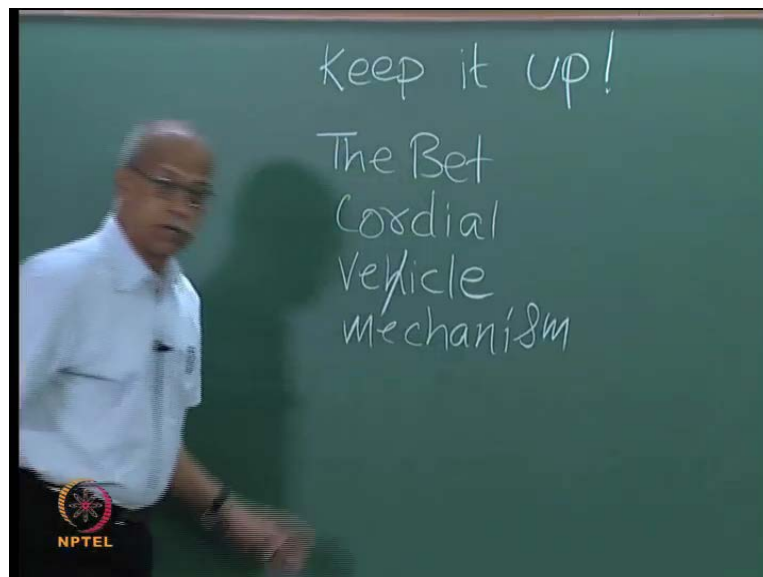 Keep it up!
The Bet
Cordial
Vehicle
mechanism
NPTEL